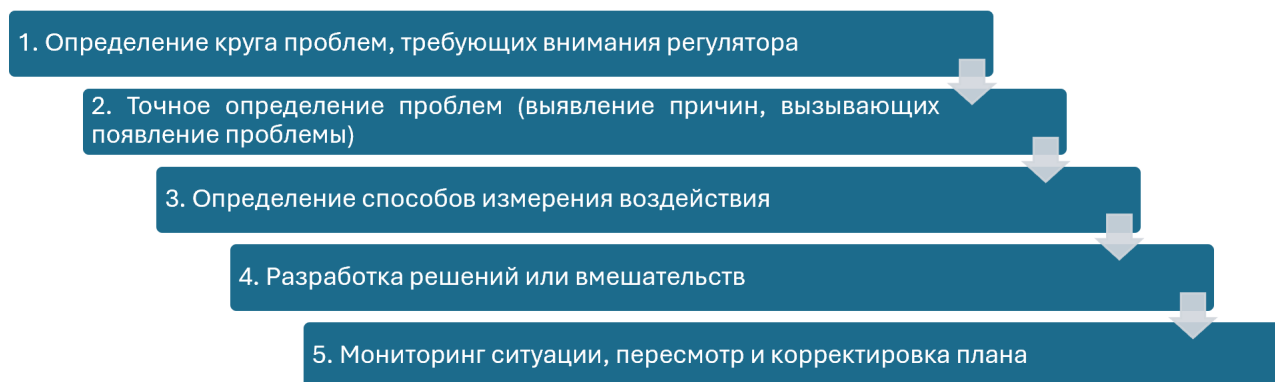 1. Определение круга проблем, требующих внимания регулятора
2. Точное определение проблем (выявление причин, вызывающих
появление проблемы)
3. Определение способов измерения воздействия
4. Разработка решений или вмешательств
5. Мониторинг ситуации, пересмотр и корректировка плана